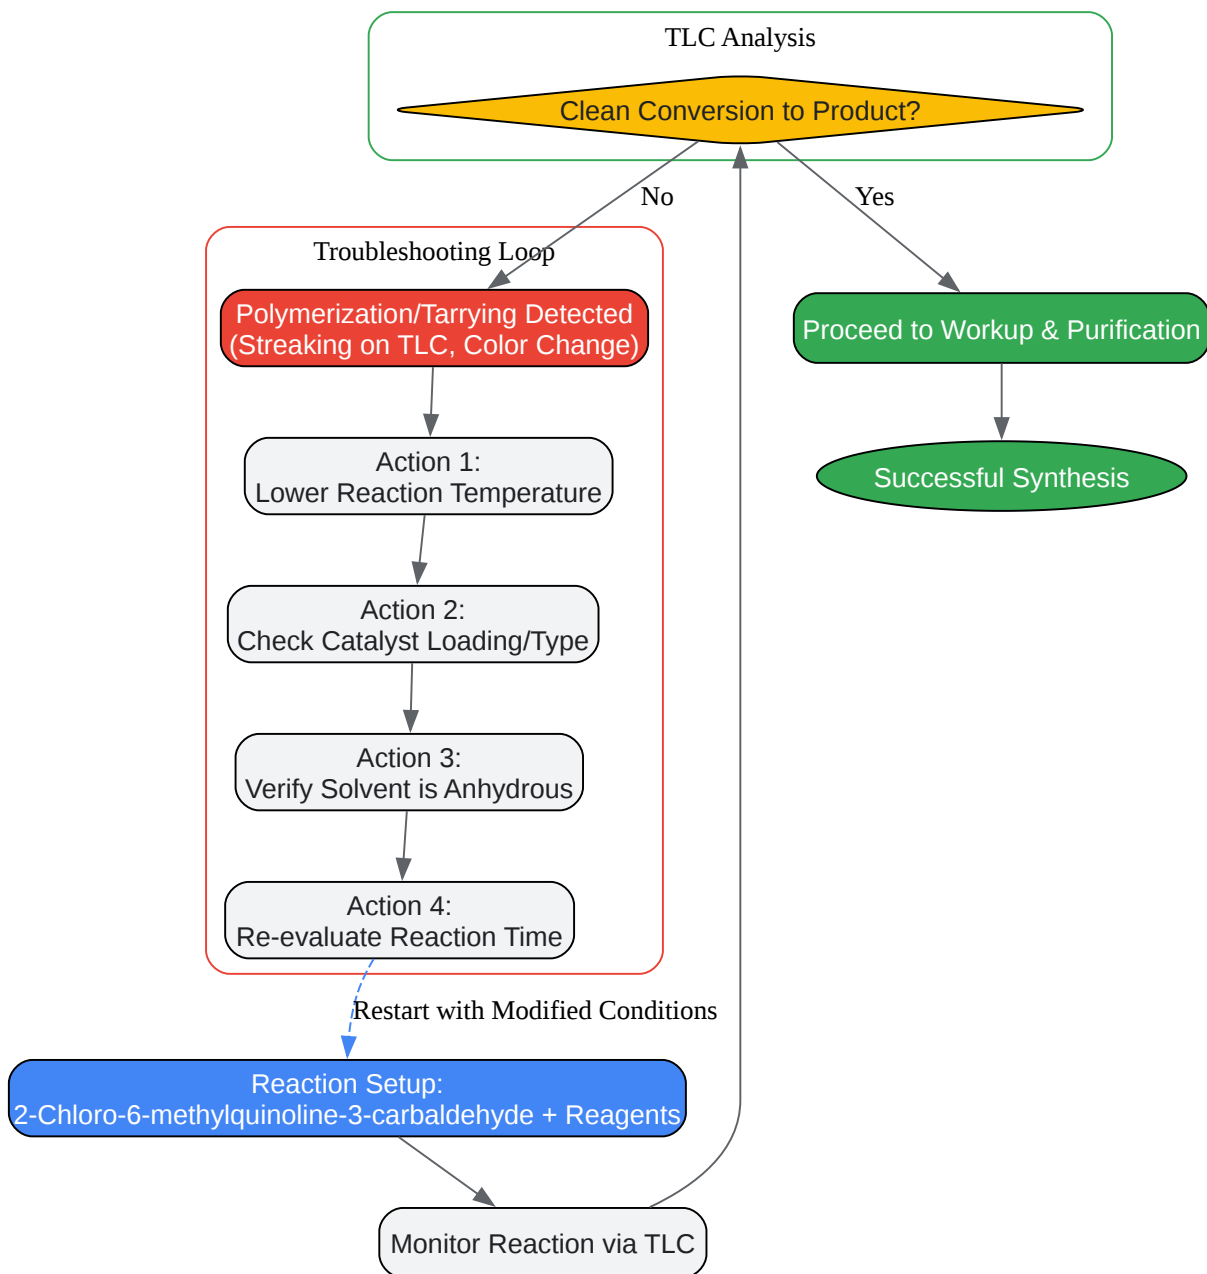 TLC Analysis
Clean Conversion to Product?
No
Yes
Troubleshooting Loop
Polymerization/Tarrying Detected
(Streaking on TLC, Color Change)
Proceed to Workup & Purification
Action 1:
Lower Reaction Temperature
Successful Synthesis
Action 2:
Check Catalyst Loading/Type
Action 3:
Verify Solvent is Anhydrous
Action 4:
Re-evaluate Reaction Time
Restart with Modified Conditions
Reaction Setup:
2-Chloro-6-methylquinoline-3-carbaldehyde + Reagents
Monitor Reaction via TLC